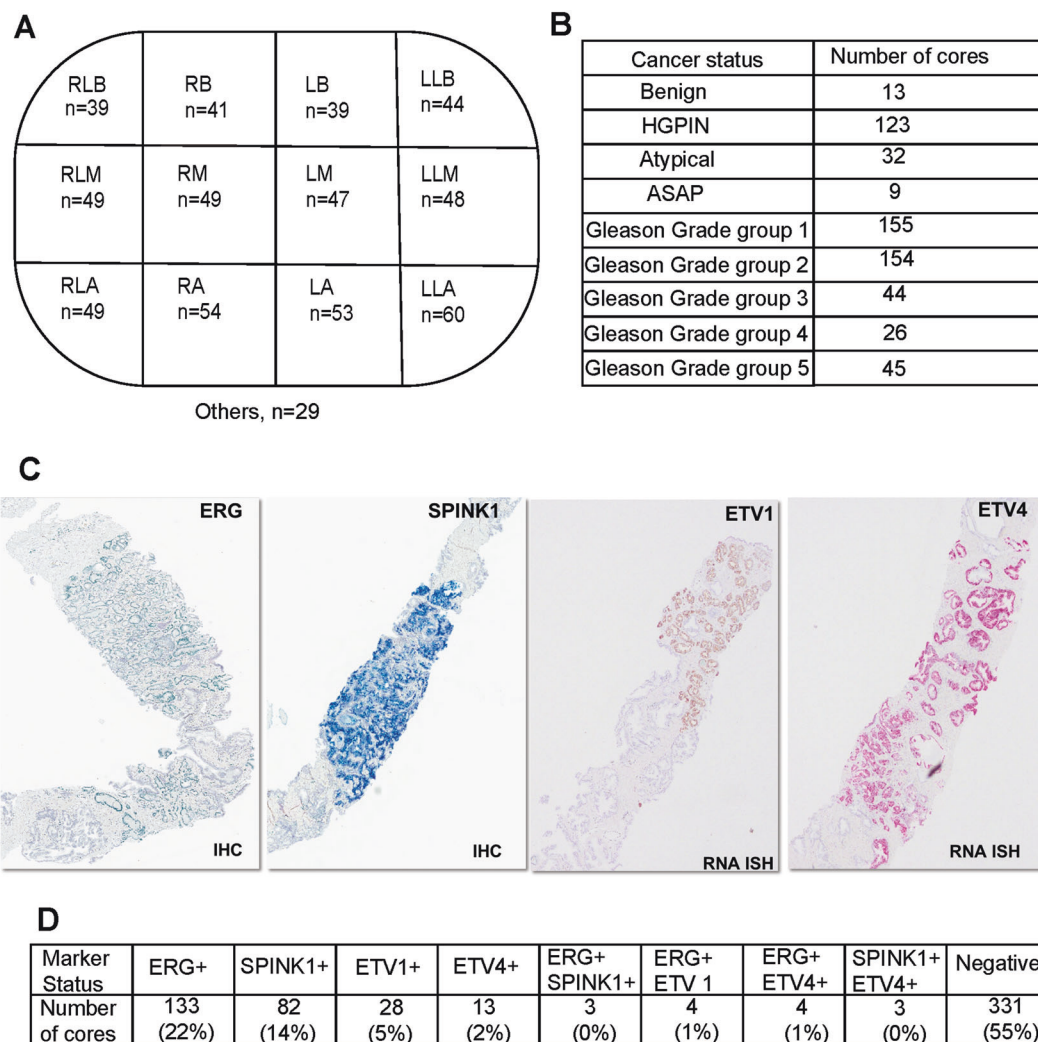 A
RLB
n=39
RB
n=41
LB
n=39
LLB
n=44
RLM
n=49
RM
n=49
LM
n=47
LLM
n=48
RLA
n=49
RA
n=54
LA
n=53
LLA
n=60
Others, n=29
B
Cancer status Number of cores
Benign 13
HGPIN 123
Atypical 32
ASAP 9
Gleason Grade group 1 155
Gleason Grade group 2 154
Gleason Grade group 3 44
Gleason Grade group 4 26
Gleason Grade group 5 45
C
ERG
IHC
SPINK1
IHC
ETV1
RNA ISH
ETV4
RNA ISH
D
Marker Status ERG+ SPINK1+ ETV1+ ETV4+ ERG+ SPINK1+ ERG+ ETV 1 ERG+ ETV4+ SPINK1+ ETV4+ Negative
Number of cores 133 (22%) 82 (14%) 28 (5%) 13 (2%) 3 (0%) 4 (1%) 4 (1%) 3 (0%) 331 (55%)